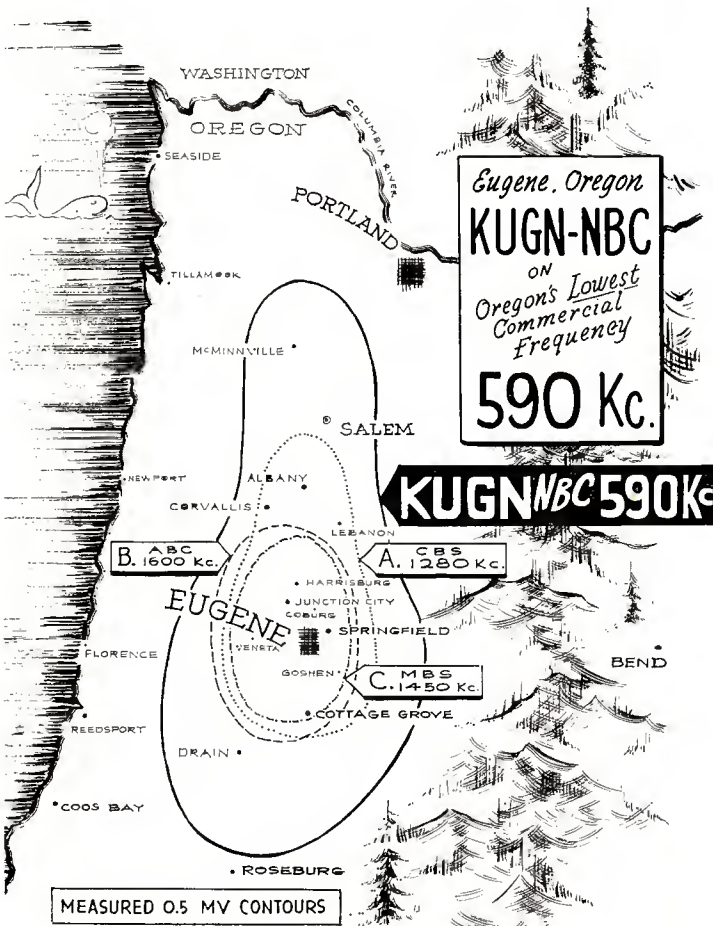 WASHINGTON
OREGON
COLUMBIA RIVER
SEASIDE
PORTLAND
Eugene, Oregon
KUGN-NBC
ON
Oregon's Lowest
Commercial
Frequency
590 Kc.
TILLAMOOK
McMINNVILLE
SALEM
NEWPORT
ALBANY
KUGN NBC 590 Kc
CORVALLIS
LEBANON
B. ABC
1600 Kc.
A. CBS
1280 Kc.
HARRISBURG
JUNCTION CITY
COBURG
EUGENE
SPRINGFIELD
VENETA
FLORENCE
BEND
GOSHEN
C. MBS
1450 Kc.
COTTAGE GROVE
REEDSPORT
DRAIN
COOS BAY
ROSEBURG
MEASURED 0.5 MV CONTOURS